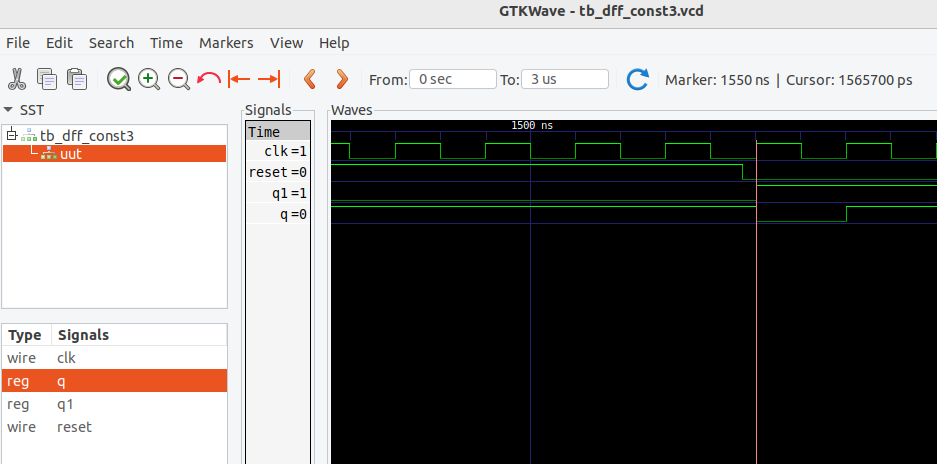 GTKWave - tb_dff_const3.vcd
File Edit Search Time Markers View Help
From: 0 sec To: 3 us Marker: 1550 ns | Cursor: 1565700 ps
SST
tb_dff_const3
uut
Type Signals
wire clk
reg q
reg q1
wire reset
Signals
Time
clk =1
reset =0
q1 =1
q =0
Waves
1500 ns